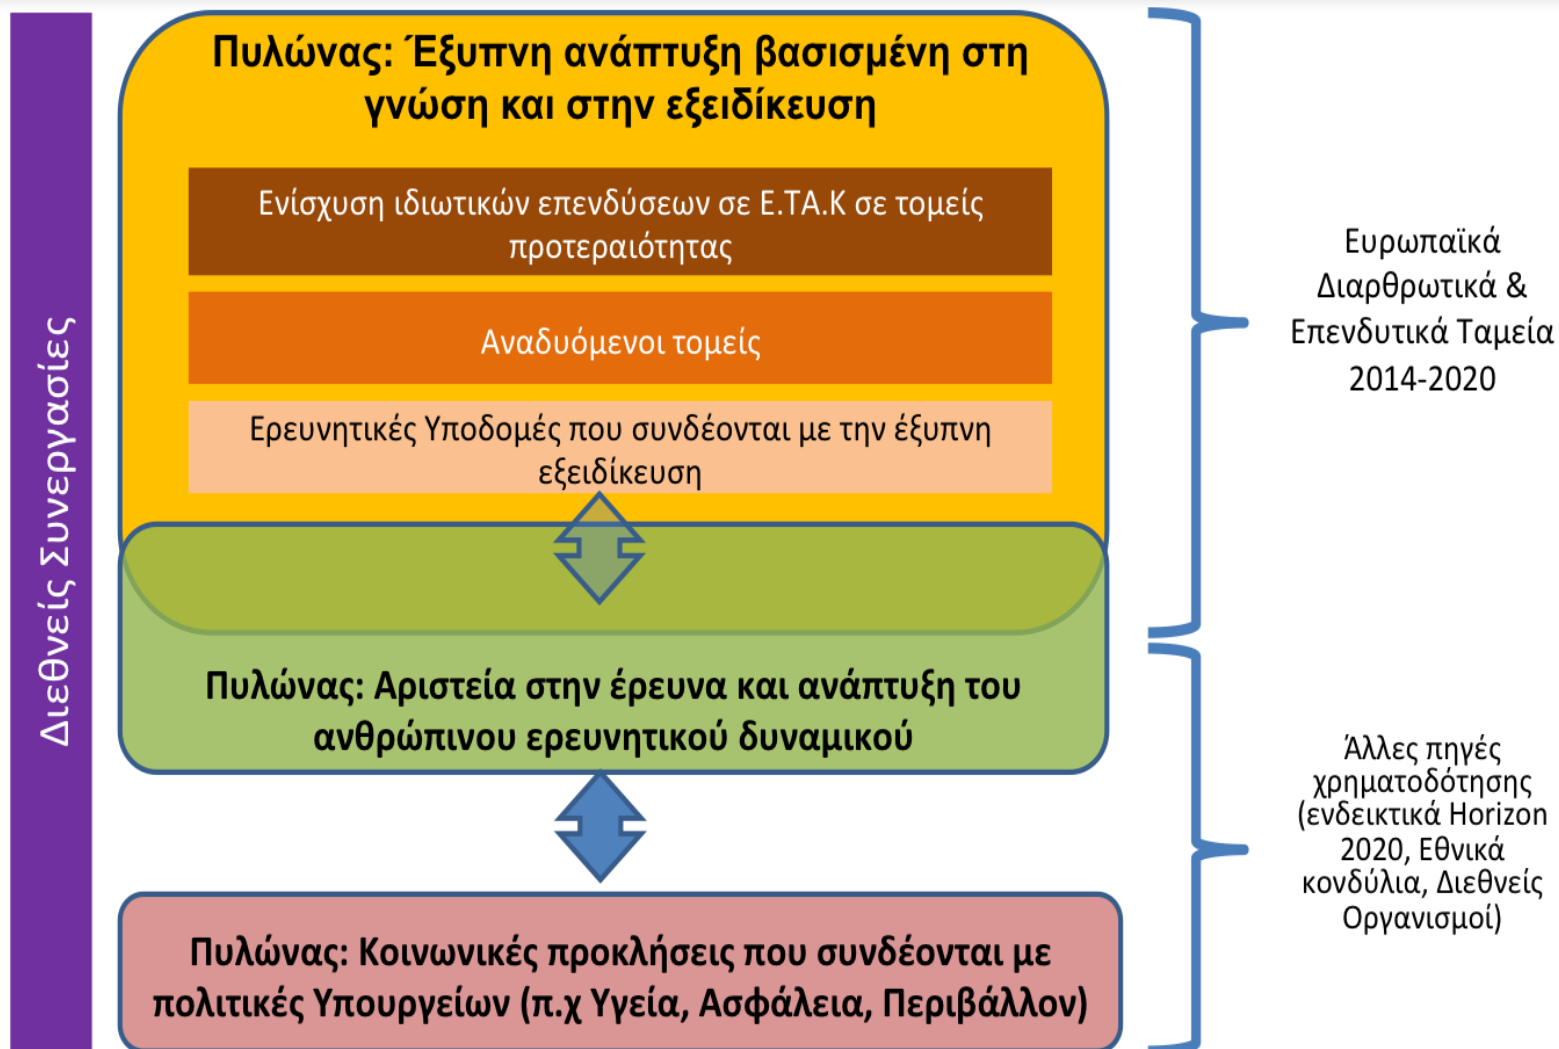 Διεθνείς Συνεργασίες
Πυλώνας: Έξυπνη ανάπτυξη βασισμένη στη
γνώση και στην εξειδίκευση
Ενίσχυση ιδιωτικών επενδύσεων σε Ε.ΤΑ.Κ σε τομείς
προτεραιότητας
Αναδυόμενοι τομείς
Ερευνητικές Υποδομές που συνδέονται με την έξυπνη
εξειδίκευση
Πυλώνας: Αριστεία στην έρευνα και ανάπτυξη του
ανθρώπινου ερευνητικού δυναμικού
Πυλώνας: Κοινωνικές προκλήσεις που συνδέονται με
πολιτικές Υπουργείων (π.χ Υγεία, Ασφάλεια, Περιβάλλον)
Ευρωπαϊκά
Διαρθρωτικά &
Επενδυτικά Ταμεία
2014-2020
Άλλες πηγές
χρηματοδότησης
(ενδεικτικά Horizon
2020, Εθνικά
κονδύλια, Διεθνείς
Οργανισμοί)